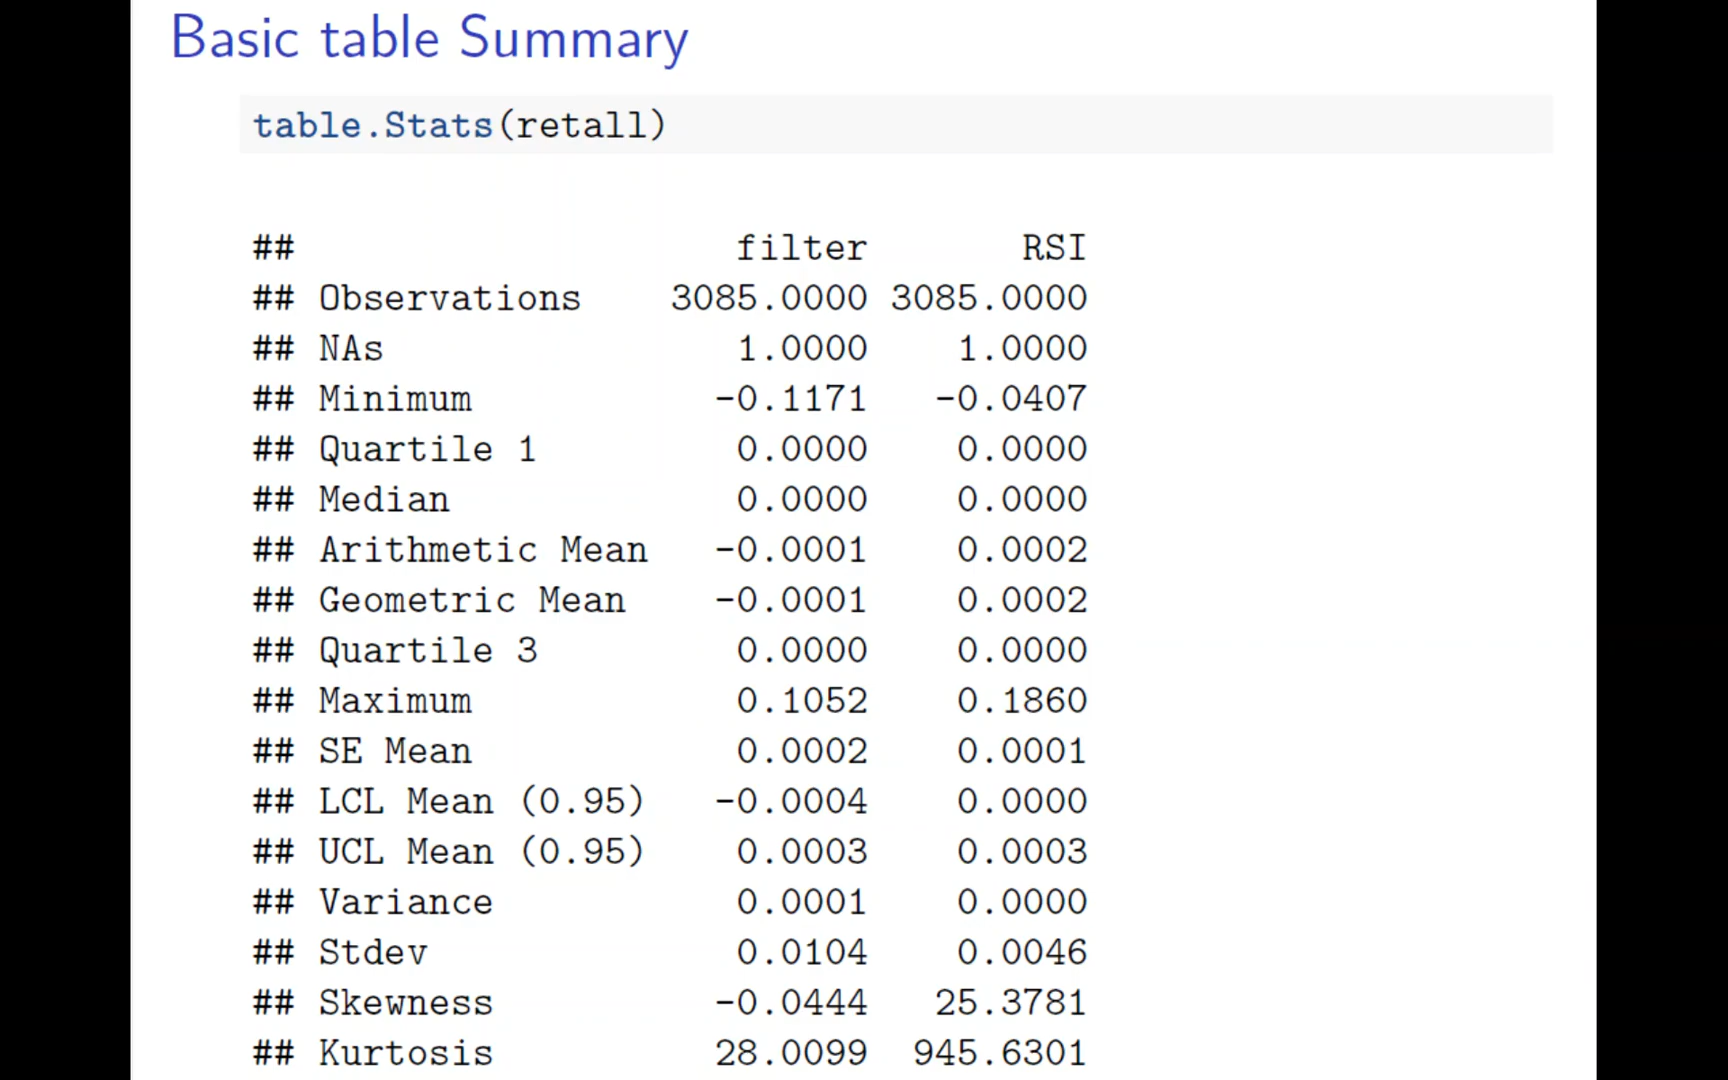 Basic table Summary
table.Stats(retall)
## filter RSI
## Observations 3085.0000 3085.0000
## NAs 1.0000 1.0000
## Minimum -0.1171 -0.0407
## Quartile 1 0.0000 0.0000
## Median 0.0000 0.0000
## Arithmetic Mean -0.0001 0.0002
## Geometric Mean -0.0001 0.0002
## Quartile 3 0.0000 0.0000
## Maximum 0.1052 0.1860
## SE Mean 0.0002 0.0001
## LCL Mean (0.95) -0.0004 0.0000
## UCL Mean (0.95) 0.0003 0.0003
## Variance 0.0001 0.0000
## Stdev 0.0104 0.0046
## Skewness -0.0444 25.3781
## Kurtosis 28.0099 945.6301